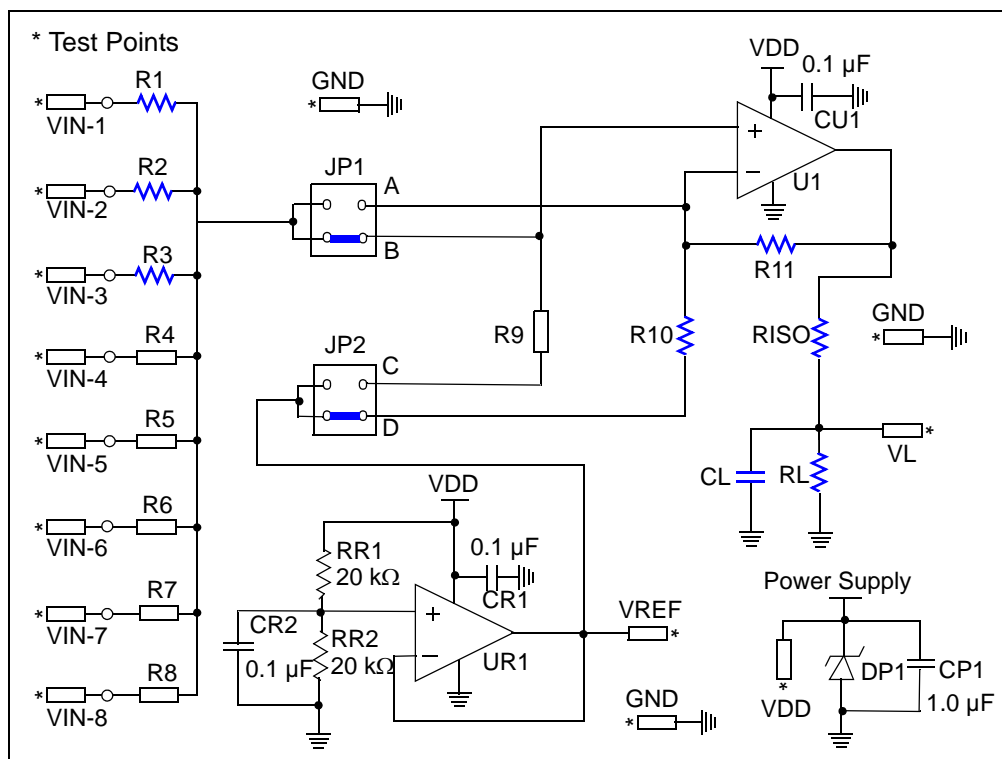 * Test Points
R1
* VIN-1
R2
* VIN-2
R3
* VIN-3
R4
* VIN-4
R5
* VIN-5
R6
* VIN-6
R7
* VIN-7
R8
* VIN-8
GND
*
JP1
A
B
JP2
C
D
R9
R10
R11
VDD
0.1 µF
CU1
+
−
U1
RISO
GND
*
VL
*
CL
RL
VDD
RR1
20 kΩ
0.1 µF
CR1
CR2
0.1 µF
RR2
20 kΩ
+
−
UR1
VREF
*
GND
*
Power Supply
*
VDD
DP1
CP1
1.0 µF